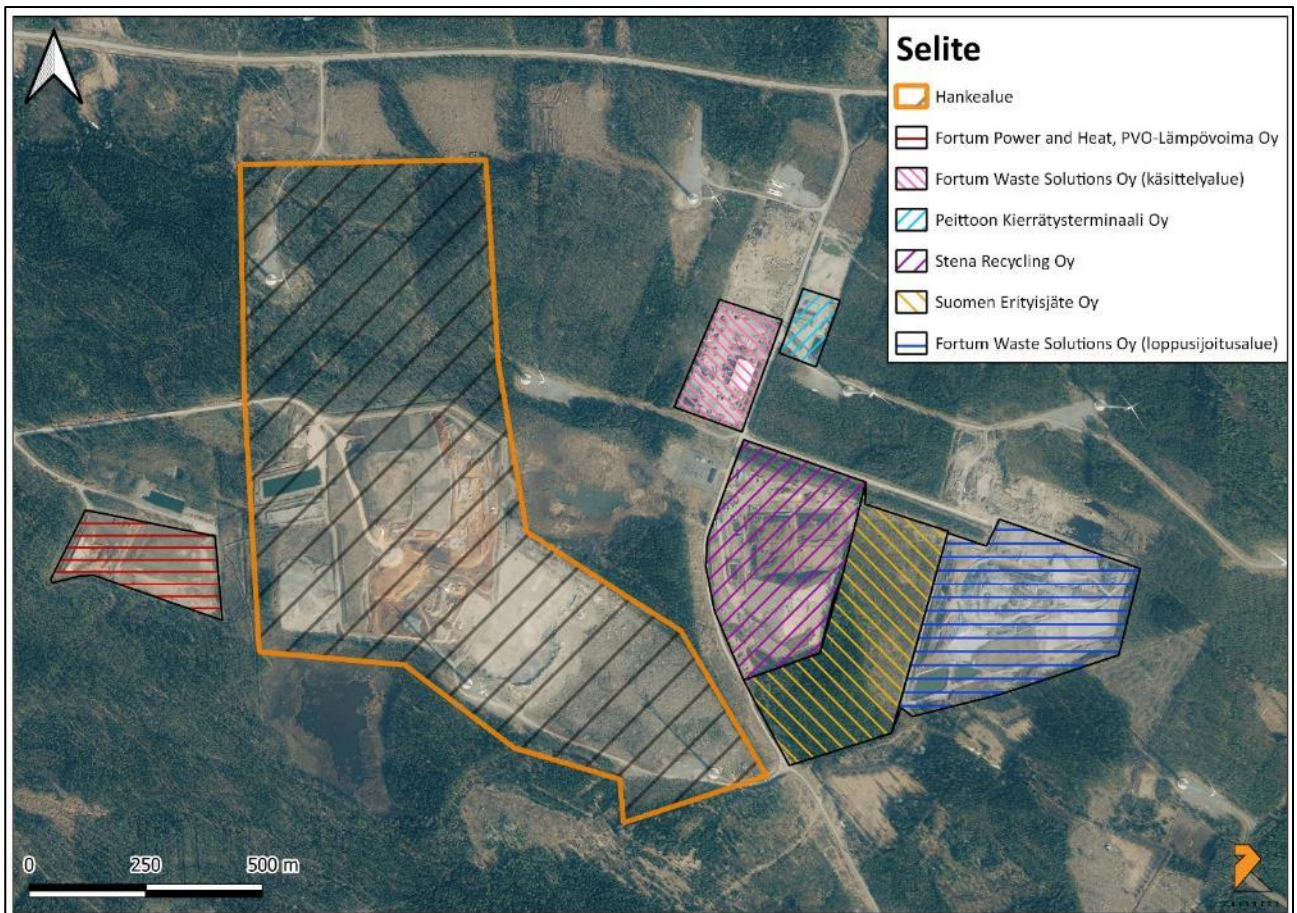 Selite
Hankealue
Fortum Power and Heat, PVO-Lämpövoima Oy
Fortum Waste Solutions Oy (käsittelyalue)
Peittoon Kierrätysterminaali Oy
Stena Recycling Oy
Suomen Erityisjäte Oy
Fortum Waste Solutions Oy (loppusijoitusalue)
0 250 500 m